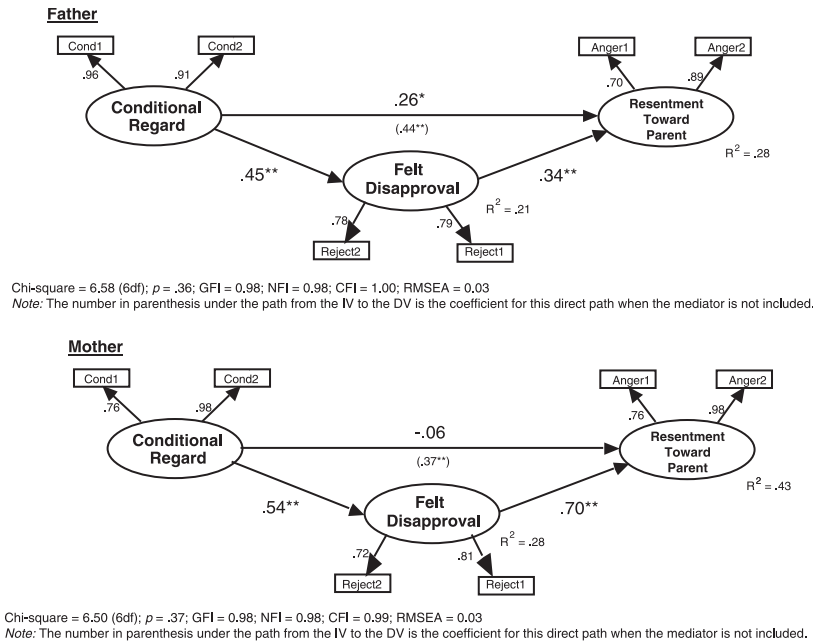 Father
Cond1
Cond2
Anger1
Anger2
.96
.91
.70
.89
Conditional
Regard
.26*
(.44**)
Resentment
Toward
Parent
R² = .28
.45**
Felt
Disapproval
.34**
R² = .21
.78
.79
Reject2
Reject1
Chi-square = 6.58 (6df); p = .36; GFI = 0.98; NFI = 0.98; CFI = 1.00; RMSEA = 0.03
Note: The number in parenthesis under the path from the IV to the DV is the coefficient for this direct path when the mediator is not included.
Mother
Cond1
Cond2
Anger1
Anger2
.76
.98
.76
.98
Conditional
Regard
-.06
(.37**)
Resentment
Toward
Parent
R² = .43
.54**
Felt
Disapproval
.70**
R² = .28
.72
.81
Reject2
Reject1
Chi-square = 6.50 (6df); p = .37; GFI = 0.98; NFI = 0.98; CFI = 0.99; RMSEA = 0.03
Note: The number in parenthesis under the path from the IV to the DV is the coefficient for this direct path when the mediator is not included.